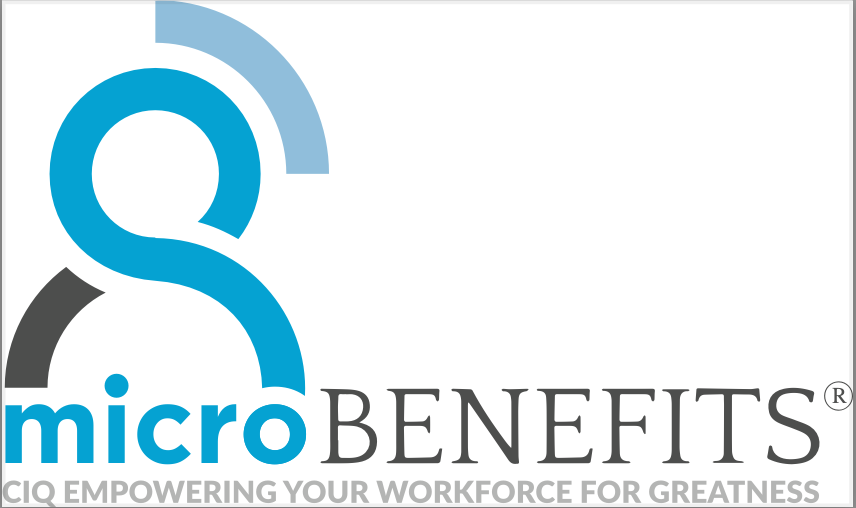 microBENEFITS®
CIQ EMPOWERING YOUR WORKFORCE FOR GREATNESS